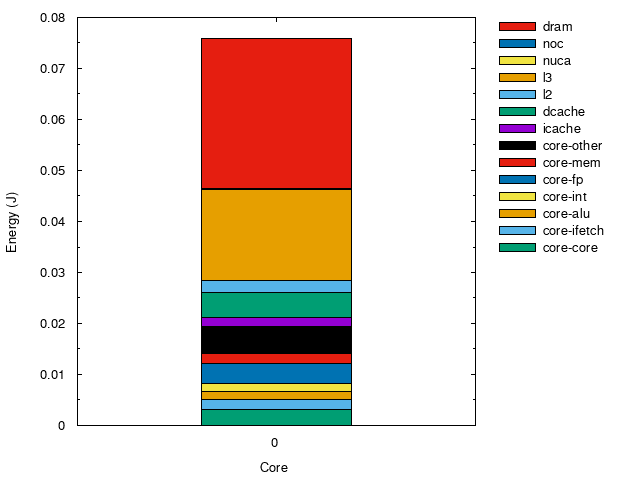 0.08
0.07
0.06
0.05
0.04
0.03
0.02
0.01
0
Energy (J)
0
Core
dram
noc
nuca
l3
l2
dcache
icache
core-other
core-mem
core-fp
core-int
core-alu
core-ifetch
core-core